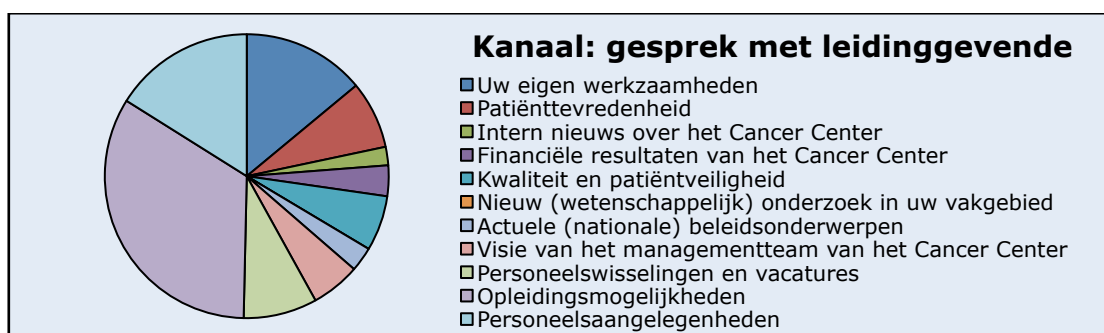 Kanaal: gesprek met leidinggevende
Uw eigen werkzaamheden
Patiënttevredenheid
Intern nieuws over het Cancer Center
Financiële resultaten van het Cancer Center
Kwaliteit en patiëntveiligheid
Nieuw (wetenschappelijk) onderzoek in uw vakgebied
Actuele (nationale) beleidsonderwerpen
Visie van het managementteam van het Cancer Center
Personeelswisselingen en vacatures
Opleidingsmogelijkheden
Personeelsaangelegenheden